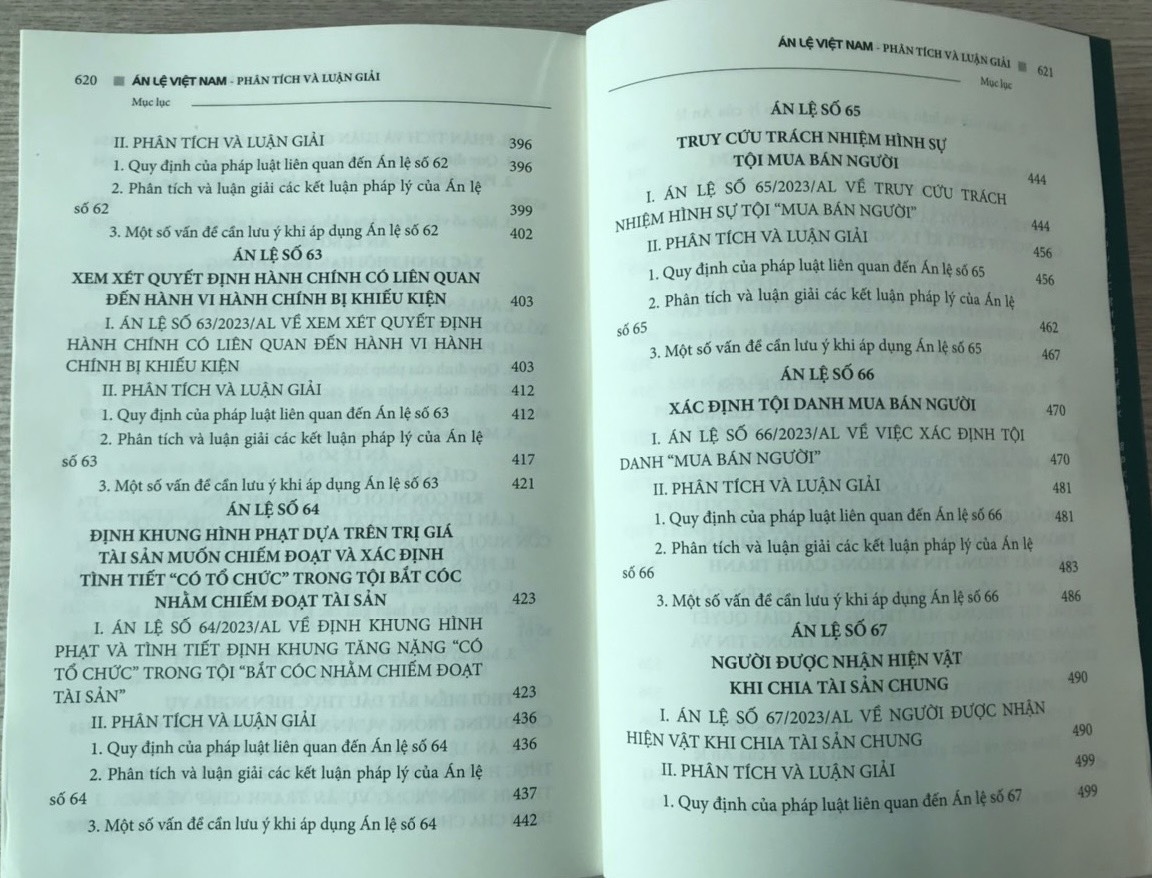 620 ■ ÁN LỆ VIỆT NAM - PHÂN TÍCH VÀ LUẬN GIẢI
Mục lục
II. PHÂN TÍCH VÀ LUẬN GIẢI 396
1. Quy định của pháp luật liên quan đến Án lệ số 62 396
2. Phân tích và luận giải các kết luận pháp lý của Án lệ
số 62 399
3. Một số vấn đề cần lưu ý khi áp dụng Án lệ số 62 402
ÁN LỆ SỐ 63
XEM XÉT QUYẾT ĐỊNH HÀNH CHÍNH CÓ LIÊN QUAN
ĐẾN HÀNH VI HÀNH CHÍNH BỊ KHIẾU KIỆN 403
I. ÁN LỆ SỐ 63/2023/AL VỀ XEM XÉT QUYẾT ĐỊNH
HÀNH CHÍNH CÓ LIÊN QUAN ĐẾN HÀNH VI HÀNH
CHÍNH BỊ KHIẾU KIỆN 403
II. PHÂN TÍCH VÀ LUẬN GIẢI 412
1. Quy định của pháp luật liên quan đến Án lệ số 63 412
2. Phân tích và luận giải các kết luận pháp lý của Án lệ
số 63 417
3. Một số vấn đề cần lưu ý khi áp dụng Án lệ số 63 421
ÁN LỆ SỐ 64
ĐỊNH KHUNG HÌNH PHẠT DỰA TRÊN TRỊ GIÁ
TÀI SẢN MUỐN CHIẾM ĐOẠT VÀ XÁC ĐỊNH
TÌNH TIẾT “CÓ TỔ CHỨC” TRONG TỘI BẮT CÓC
NHẰM CHIẾM ĐOẠT TÀI SẢN 423
I. ÁN LỆ SỐ 64/2023/AL VỀ ĐỊNH KHUNG HÌNH
PHẠT VÀ TÌNH TIẾT ĐỊNH KHUNG TĂNG NẶNG “CÓ
TỔ CHỨC” TRONG TỘI “BẮT CÓC NHẰM CHIẾM ĐOẠT
TÀI SẢN” 423
II. PHÂN TÍCH VÀ LUẬN GIẢI 436
1. Quy định của pháp luật liên quan đến Án lệ số 64 436
2. Phân tích và luận giải các kết luận pháp lý của Án lệ
số 64 437
3. Một số vấn đề cần lưu ý khi áp dụng Án lệ số 64 442
ÁN LỆ VIỆT NAM - PHÂN TÍCH VÀ LUẬN GIẢI ■ 621
Mục lục
ÁN LỆ SỐ 65
TRUY CỨU TRÁCH NHIỆM HÌNH SỰ
TỘI MUA BÁN NGƯỜI 444
I. ÁN LỆ SỐ 65/2023/AL VỀ TRUY CỨU TRÁCH
NHIỆM HÌNH SỰ TỘI “MUA BÁN NGƯỜI” 444
II. PHÂN TÍCH VÀ LUẬN GIẢI 456
1. Quy định của pháp luật liên quan đến Án lệ số 65 456
2. Phân tích và luận giải các kết luận pháp lý của Án lệ
số 65 462
3. Một số vấn đề cần lưu ý khi áp dụng Án lệ số 65 467
ÁN LỆ SỐ 66
XÁC ĐỊNH TỘI DANH MUA BÁN NGƯỜI 470
I. ÁN LỆ SỐ 66/2023/AL VỀ VIỆC XÁC ĐỊNH TỘI
DANH “MUA BÁN NGƯỜI” 470
II. PHÂN TÍCH VÀ LUẬN GIẢI 481
1. Quy định của pháp luật liên quan đến Án lệ số 66 481
2. Phân tích và luận giải các kết luận pháp lý của Án lệ
số 66 483
3. Một số vấn đề cần lưu ý khi áp dụng Án lệ số 66 486
ÁN LỆ SỐ 67
NGƯỜI ĐƯỢC NHẬN HIỆN VẬT
KHI CHIA TÀI SẢN CHUNG 490
I. ÁN LỆ SỐ 67/2023/AL VỀ NGƯỜI ĐƯỢC NHẬN
HIỆN VẬT KHI CHIA TÀI SẢN CHUNG 490
II. PHÂN TÍCH VÀ LUẬN GIẢI 499
1. Quy định của pháp luật liên quan đến Án lệ số 67 499